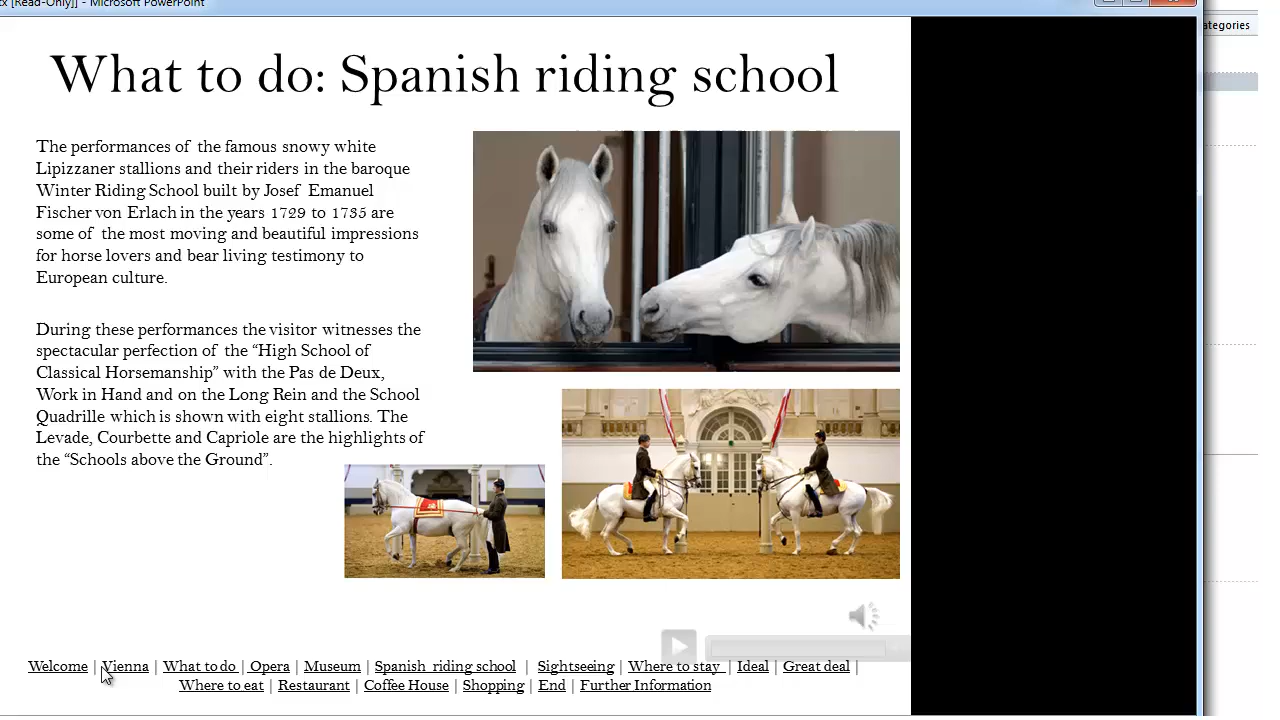 [Read-Only]] - Microsoft PowerPoint
ategories
What to do: Spanish riding school
The performances of the famous snowy white
Lipizzaner stallions and their riders in the baroque
Winter Riding School built by Josef Emanuel
Fischer von Erlach in the years 1729 to 1735 are
some of the most moving and beautiful impressions
for horse lovers and bear living testimony to
European culture.
During these performances the visitor witnesses the
spectacular perfection of the “High School of
Classical Horsemanship” with the Pas de Deux,
Work in Hand and on the Long Rein and the School
Quadrille which is shown with eight stallions. The
Levade, Courbette and Capriole are the highlights of
the “Schools above the Ground”.
Welcome | Vienna | What to do | Opera | Museum | Spanish riding school | Sightseeing | Where to stay | Ideal | Great deal |
Where to eat | Restaurant | Coffee House | Shopping | End | Further Information